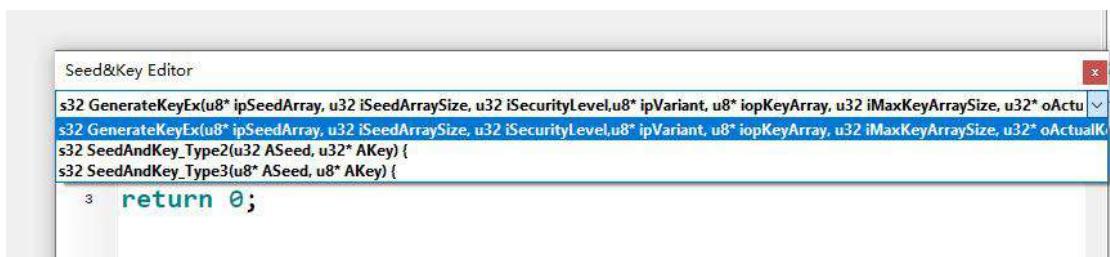 Seed&Key Editor
x
s32 GenerateKeyEx(u8* ipSeedArray, u32 iSeedArraySize, u32 iSecurityLevel,u8* ipVariant, u8* iopKeyArray, u32 iMaxKeyArraySize, u32* oActu
s32 GenerateKeyEx(u8* ipSeedArray, u32 iSeedArraySize, u32 iSecurityLevel,u8* ipVariant, u8* iopKeyArray, u32 iMaxKeyArraySize, u32* oActualK
s32 SeedAndKey_Type2(u32 ASeed, u32* AKey) {
s32 SeedAndKey_Type3(u8* ASeed, u8* AKey) {
3 return 0;